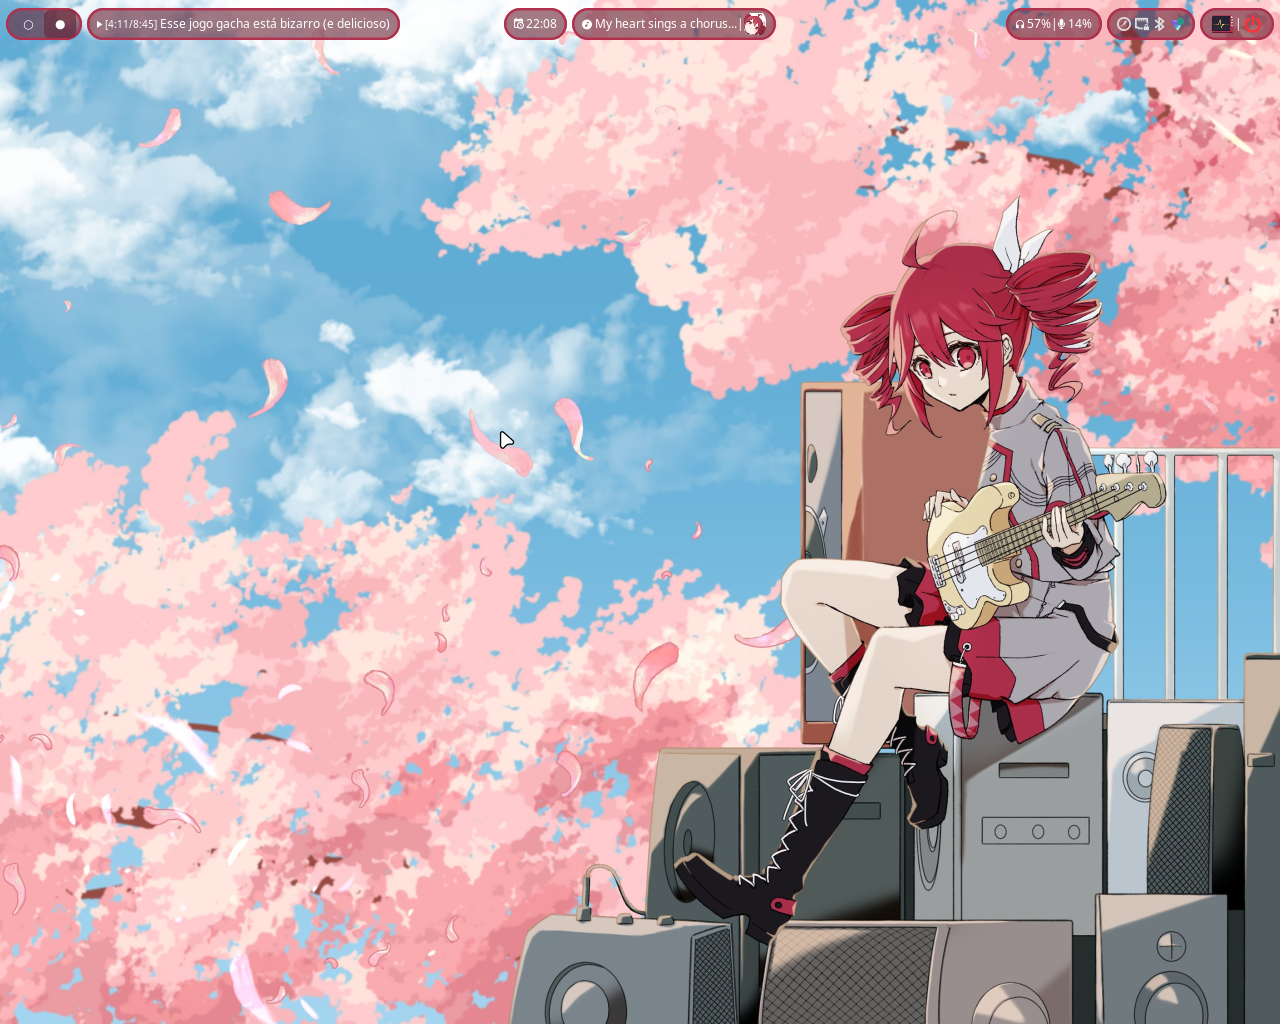 [4:11/8:45] Esse jogo gacha está bizarro (e delicioso)
22:08
My heart sings a chorus...|
57%|14%
|